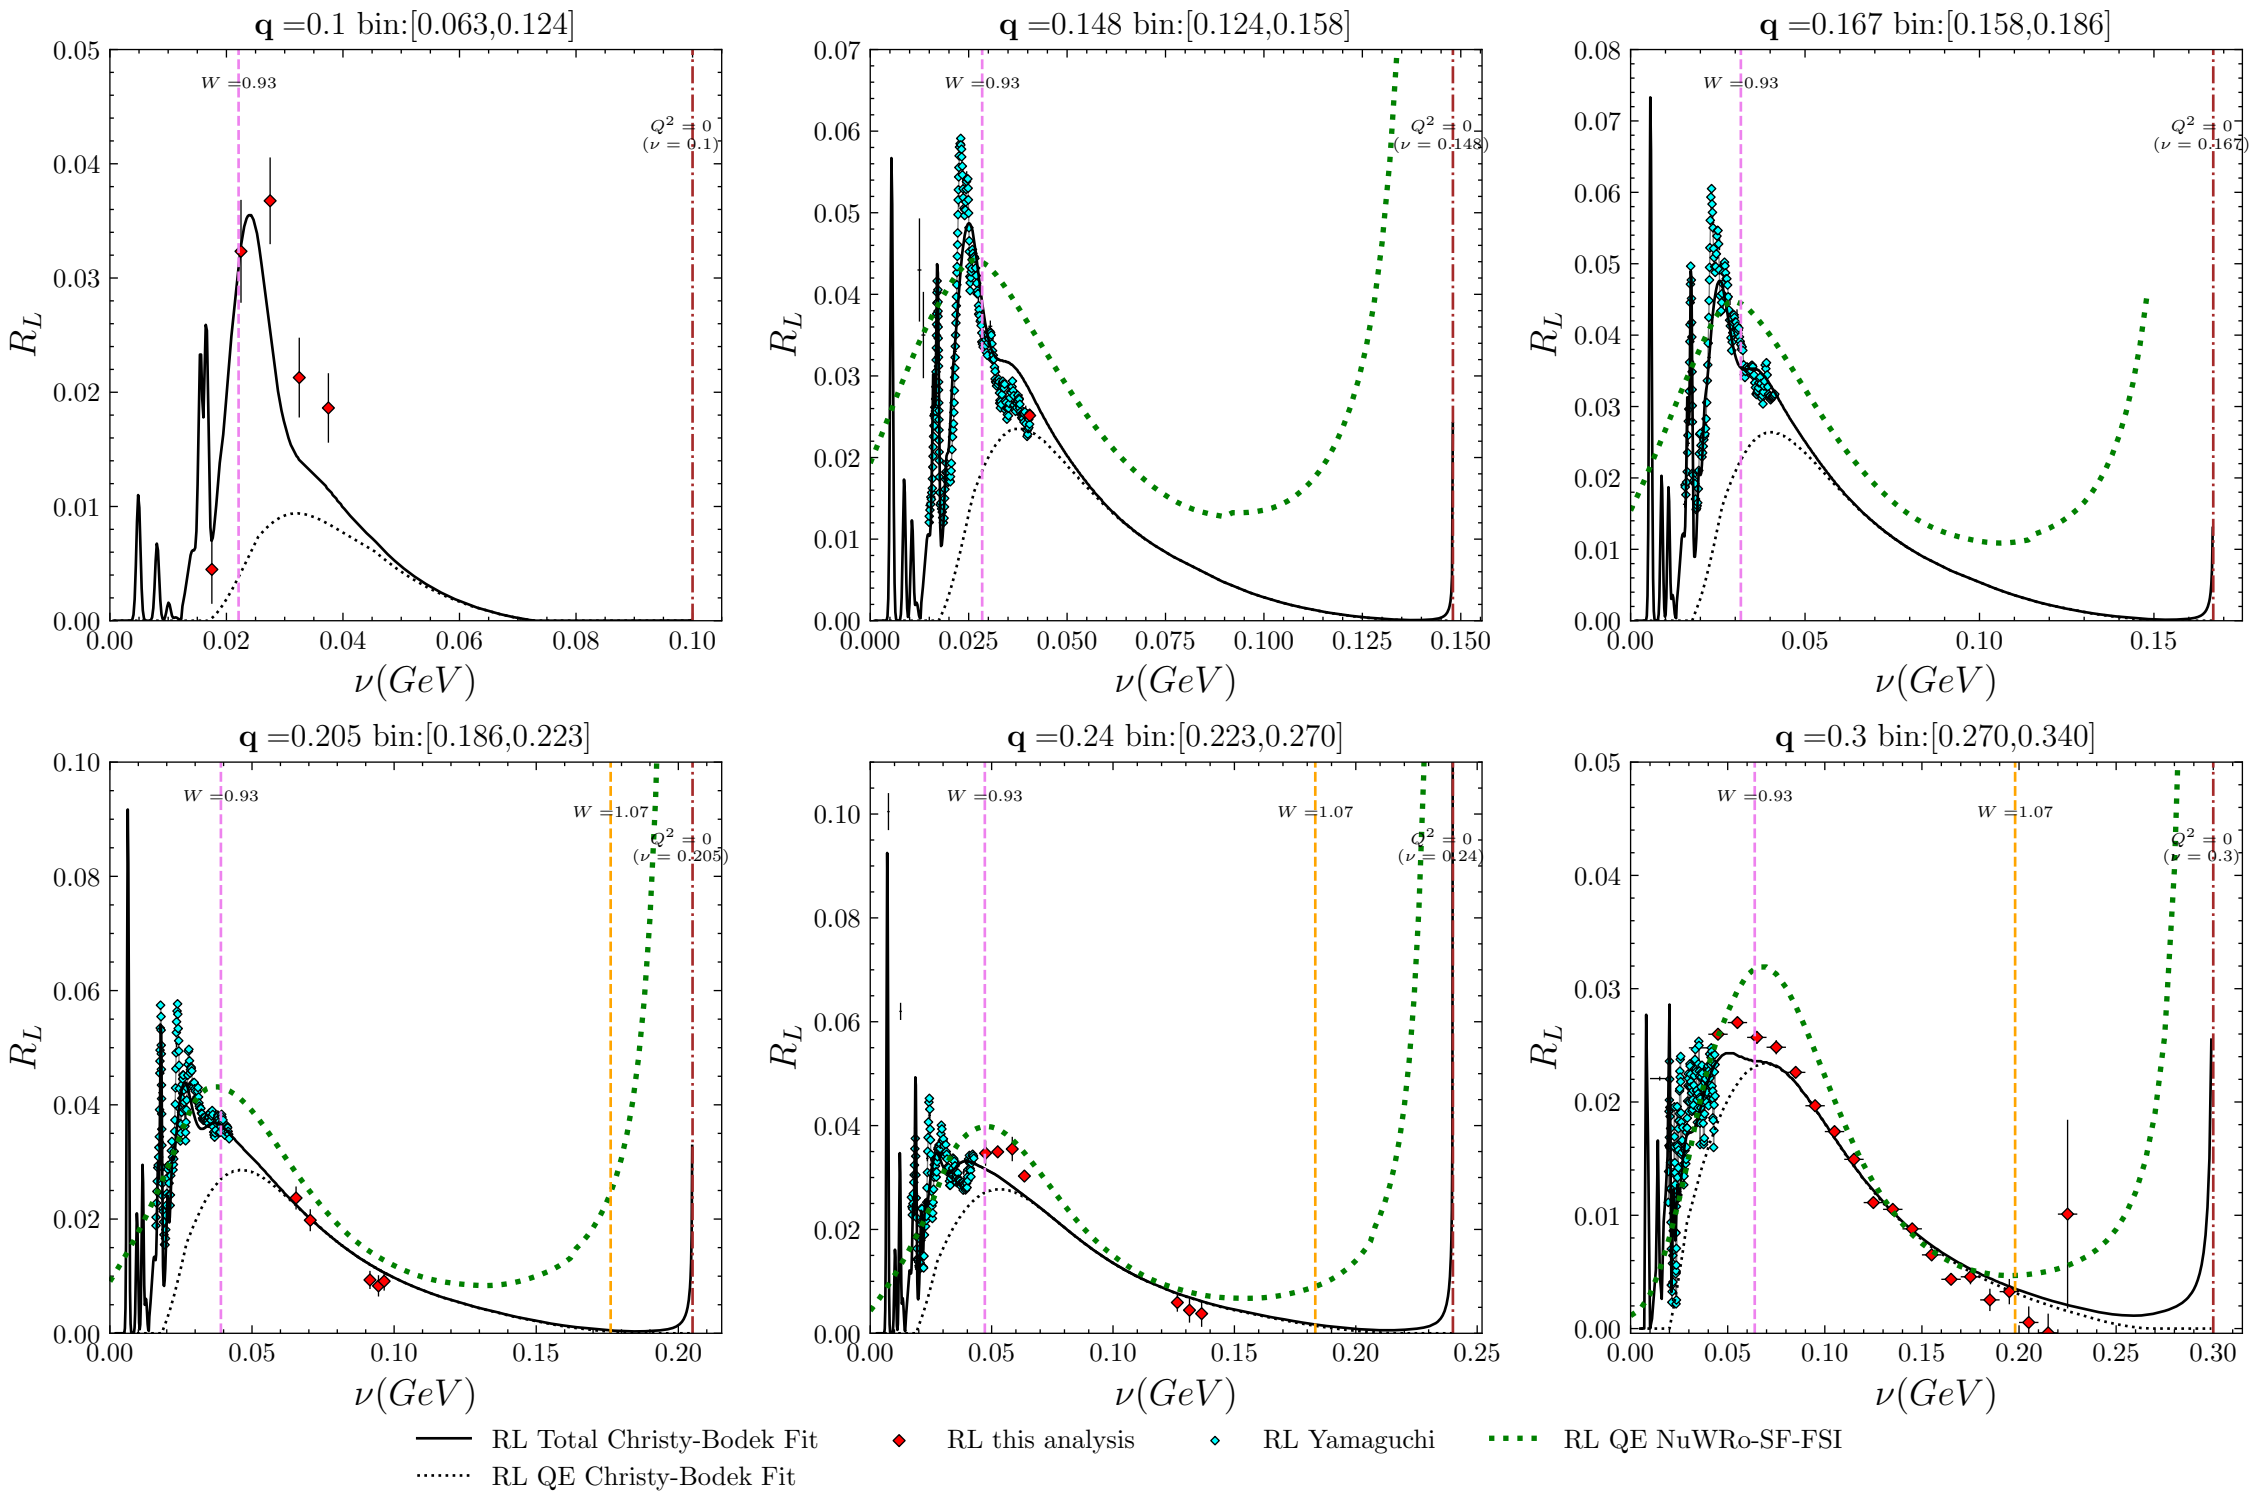 q =0.1 bin:[0.063,0.124]
0.05
0.04
0.03
0.02
0.01
0.00
R_L
W =0.93
Q² = 0
(ν = 0.1)
0.00 0.02 0.04 0.06 0.08 0.10
ν(GeV)
q =0.148 bin:[0.124,0.158]
0.07
0.06
0.05
0.04
0.03
0.02
0.01
0.00
R_L
W =0.93
Q² = 0
(ν = 0.148)
0.000 0.025 0.050 0.075 0.100 0.125 0.150
ν(GeV)
q =0.167 bin:[0.158,0.186]
0.08
0.07
0.06
0.05
0.04
0.03
0.02
0.01
0.00
R_L
W =0.93
Q² = 0
(ν = 0.167)
0.00 0.05 0.10 0.15
ν(GeV)
q =0.205 bin:[0.186,0.223]
0.10
0.08
0.06
0.04
0.02
0.00
R_L
W =0.93
W =1.07
Q² = 0
(ν = 0.205)
0.00 0.05 0.10 0.15 0.20
ν(GeV)
q =0.24 bin:[0.223,0.270]
0.10
0.08
0.06
0.04
0.02
0.00
R_L
W =0.93
W =1.07
Q² = 0
(ν = 0.24)
0.00 0.05 0.10 0.15 0.20 0.25
ν(GeV)
q =0.3 bin:[0.270,0.340]
0.05
0.04
0.03
0.02
0.01
0.00
R_L
W =0.93
W =1.07
Q² = 0
(ν = 0.3)
0.00 0.05 0.10 0.15 0.20 0.25 0.30
ν(GeV)
RL Total Christy-Bodek Fit
RL QE Christy-Bodek Fit
RL this analysis
RL Yamaguchi
RL QE NuWRo-SF-FSI